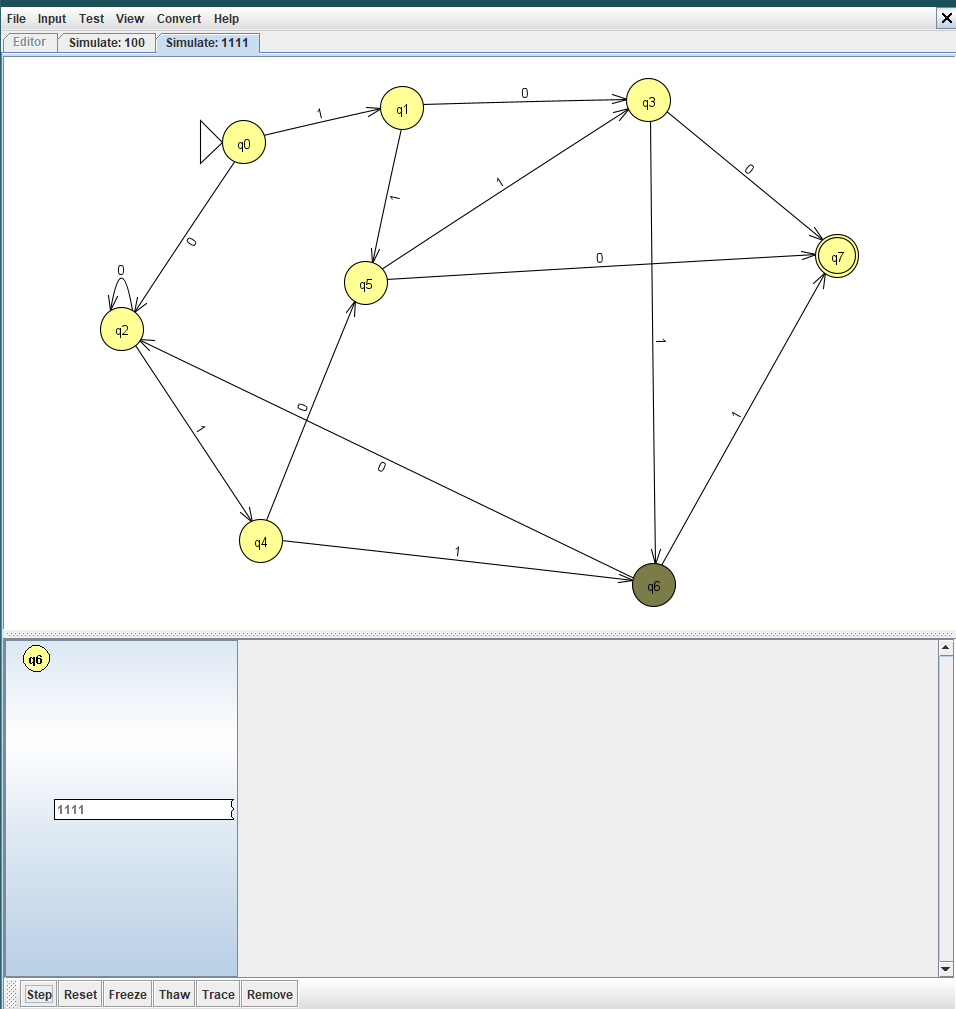 File Input Test View Convert Help
Editor Simulate: 100 Simulate: 1111
q0 1 q1 0 q3
0 1 1 0
q5 0 q7
0
q2 1
1 0 0 1
q4 1 q6
q6
1111
Step Reset Freeze Thaw Trace Remove